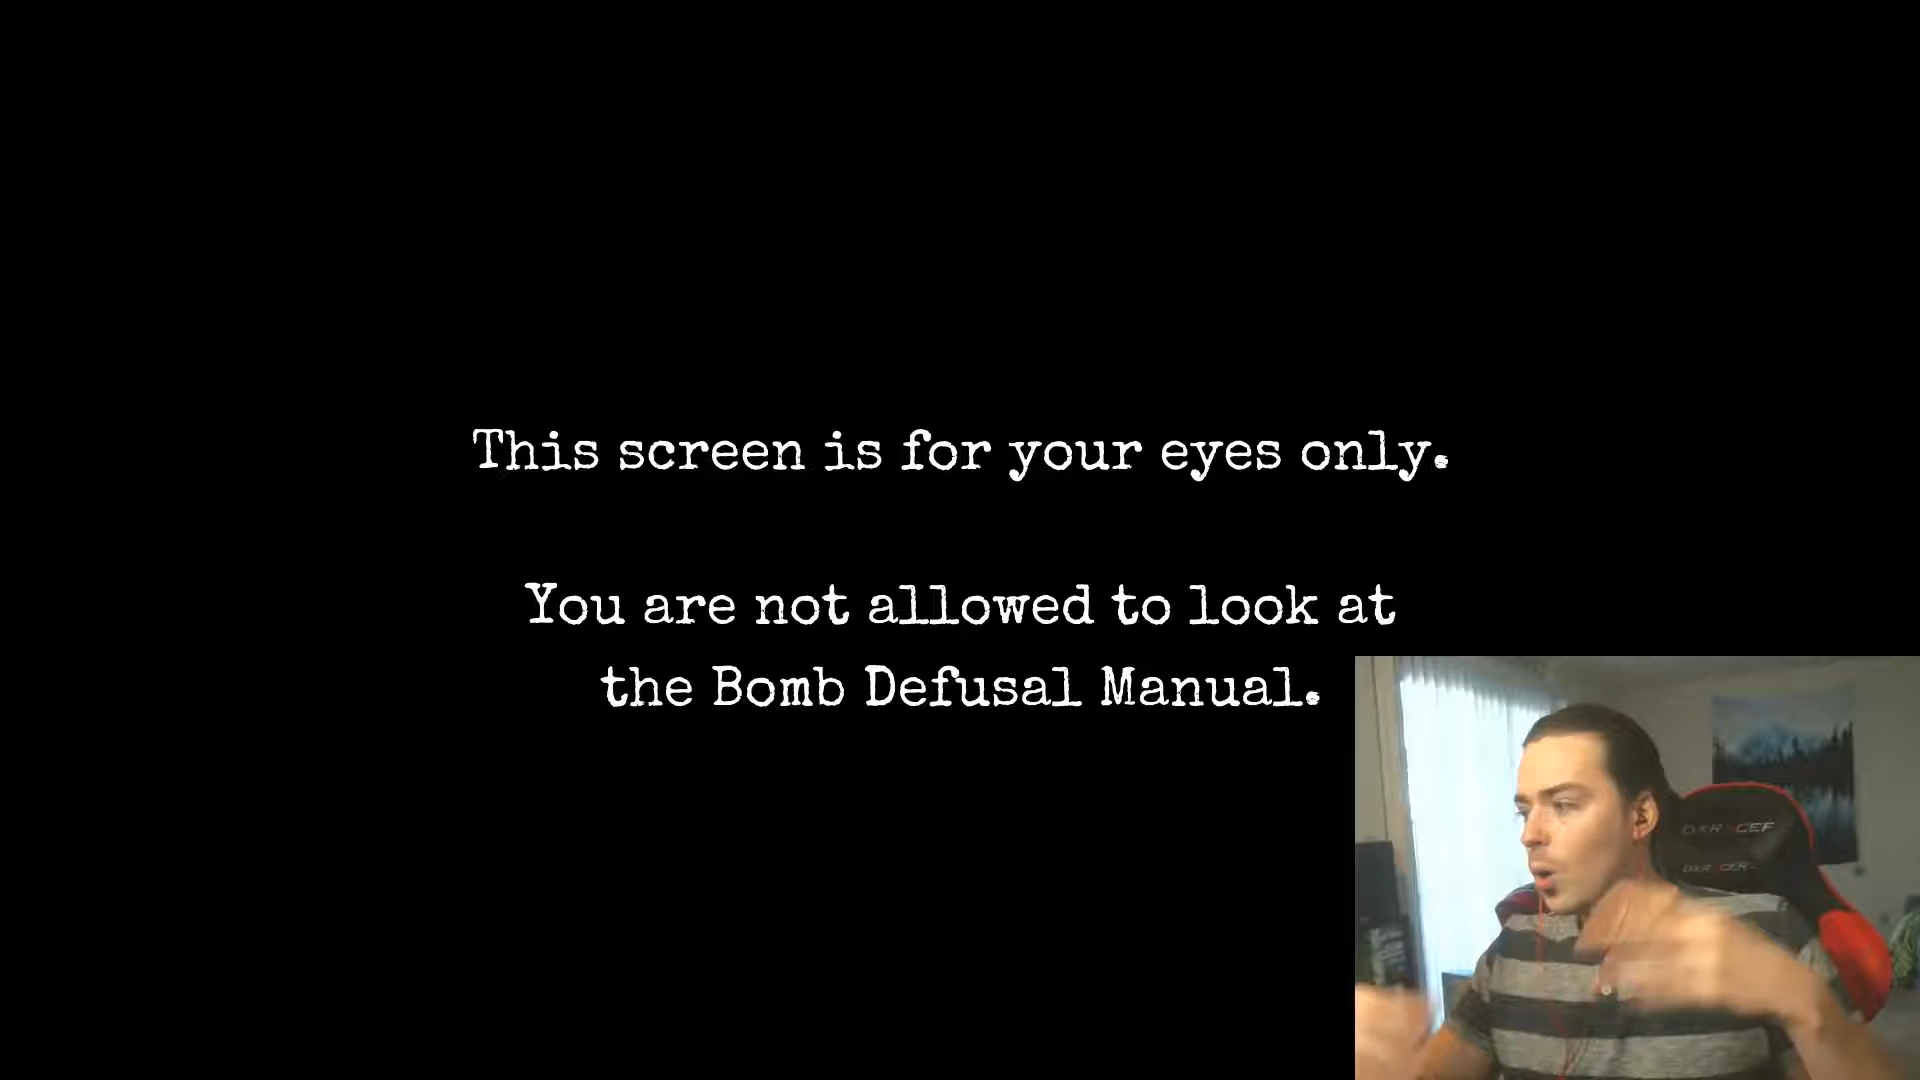 This screen is for your eyes only.
You are not allowed to look at
the Bomb Defusal Manual.